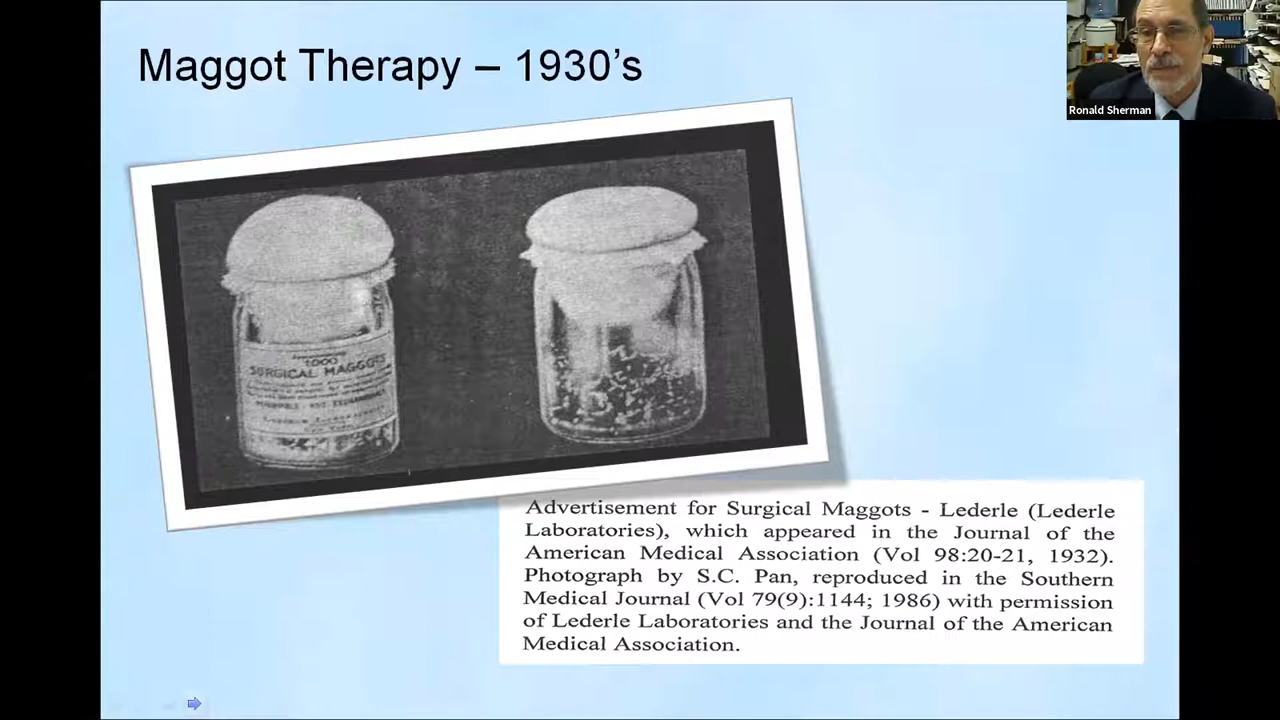 Maggot Therapy – 1930’s
Ronald Sherman
1000
SURGICAL MAGGOTS
Advertisement for Surgical Maggots - Lederle (Lederle
Laboratories), which appeared in the Journal of the
American Medical Association (Vol 98:20-21, 1932).
Photograph by S.C. Pan, reproduced in the Southern
Medical Journal (Vol 79(9):1144; 1986) with permission
of Lederle Laboratories and the Journal of the American
Medical Association.